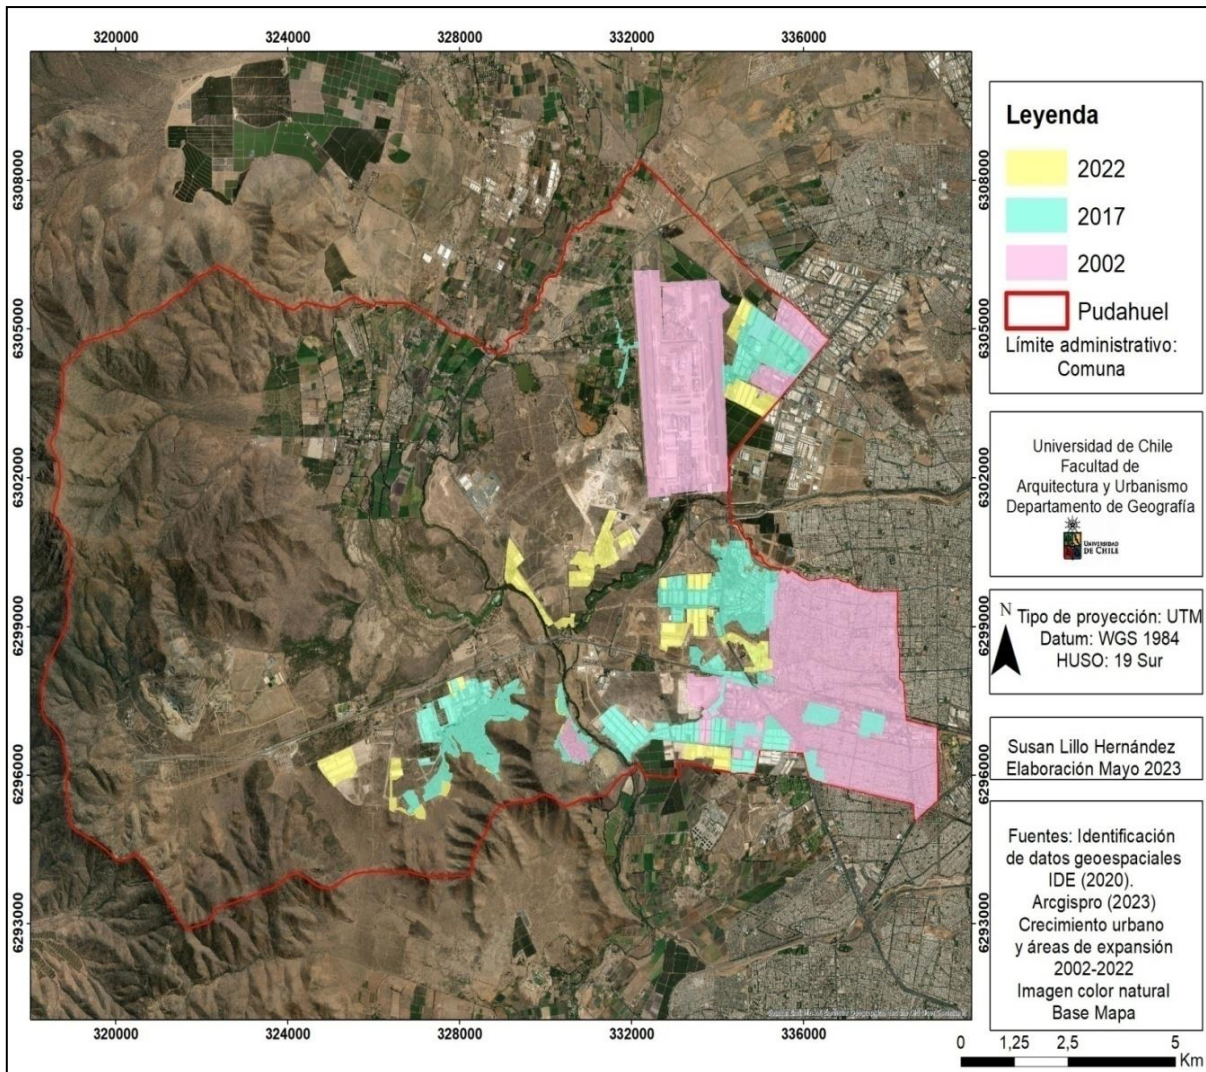 320000 324000 328000 332000 336000
6308000
6305000
6302000
6299000
6296000
6293000
6308000
6305000
6302000
6299000
6296000
6293000
320000 324000 328000 332000 336000
Leyenda
2022
2017
2002
Pudahuel
Límite administrativo:
Comuna
Universidad de Chile
Facultad de
Arquitectura y Urbanismo
Departamento de Geografía
UNIVERSIDAD
DE CHILE
N
Tipo de proyección: UTM
Datum: WGS 1984
HUSO: 19 Sur
Susan Lillo Hernández
Elaboración Mayo 2023
Fuentes: Identificación
de datos geoespaciales
IDE (2020).
Arcgispro (2023)
Crecimiento urbano
y áreas de expansión
2002-2022
Imagen color natural
Base Mapa
0 1,25 2,5 5
Km